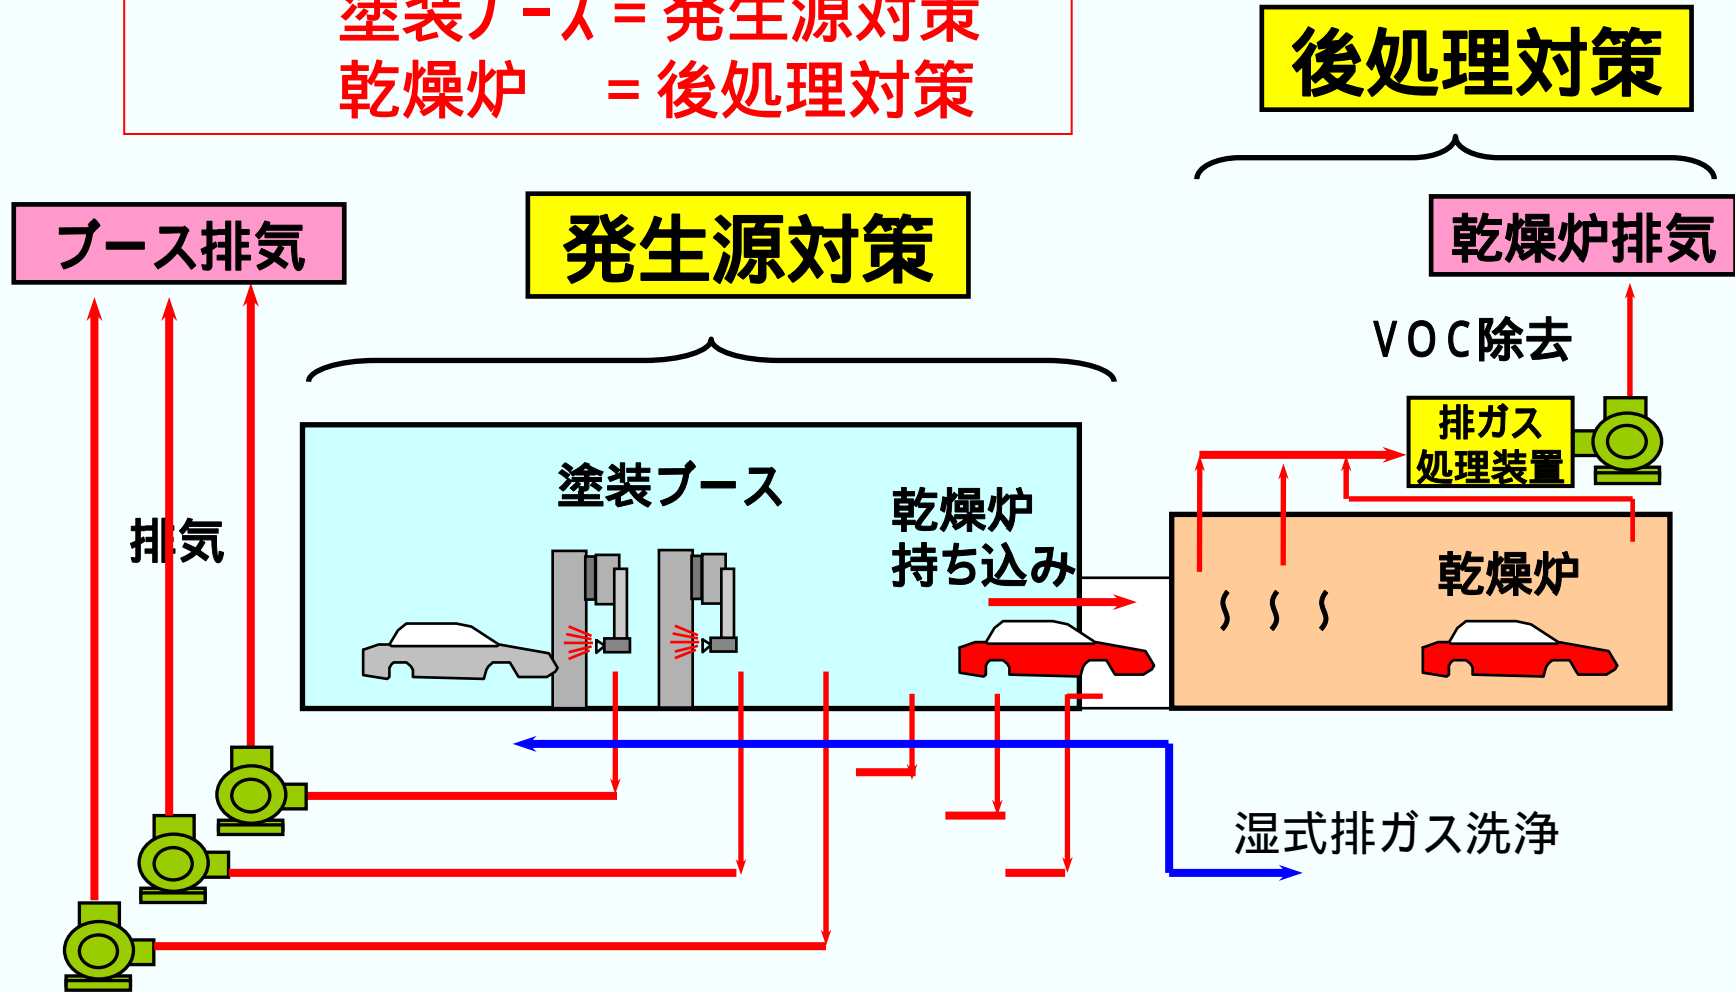 塗装ブース＝発生源対策
乾燥炉　＝後処理対策
後処理対策
ブース排気
発生源対策
乾燥炉排気
ＶＯＣ除去
排ガス
処理装置
塗装ブース
乾燥炉
持ち込み
排気
乾燥炉
湿式排ガス洗浄